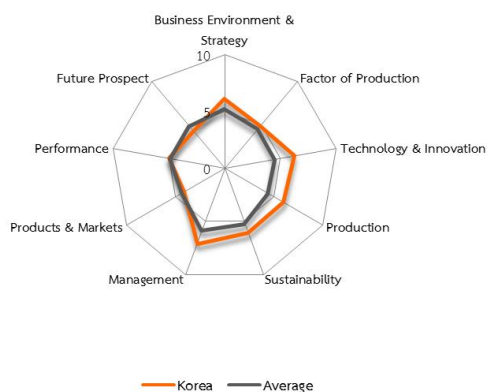 Business Environment &
Strategy
10
Future Prospect
Factor of Production
5
Performance
0
Technology & Innovation
Products & Markets
Production
Management
Sustainability
Korea
Average